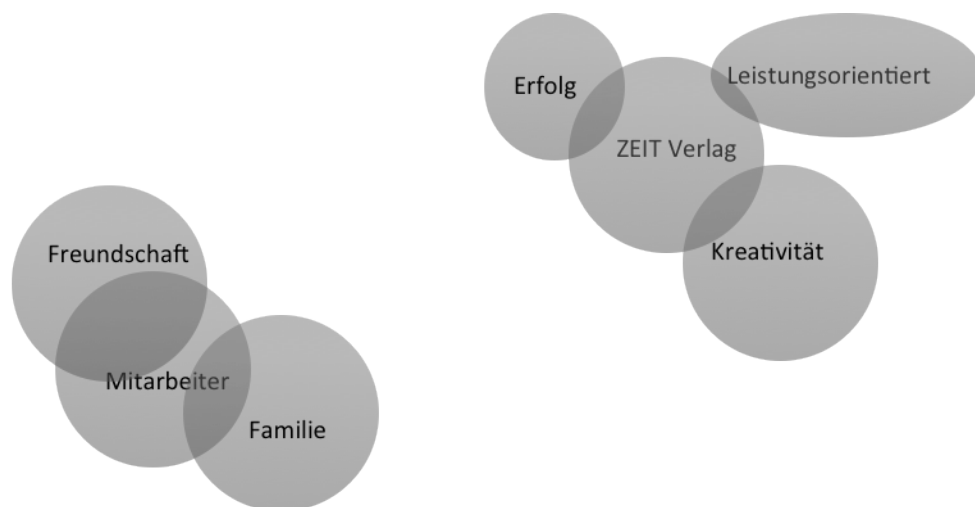 Erfolg
Leistungsorientiert
ZEIT Verlag
Kreativität
Freundschaft
Mitarbeiter
Familie